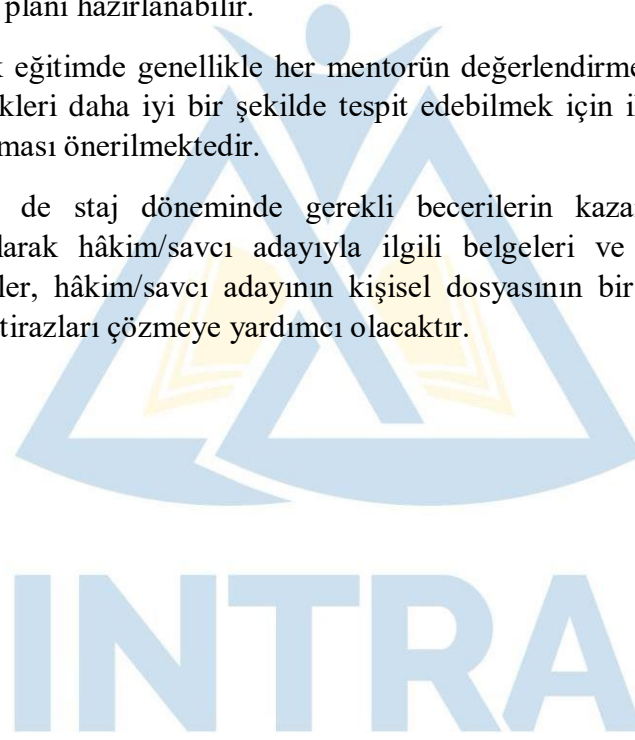 planı hazırlanabilir.
eğitimde genellikle her mentorün değerlendirme
kleri daha iyi bir şekilde tespit edebilmek için i
ması önerilmektedir.
de staj döneminde gerekli becerilerin kaza
larak hâkim/savcı adayıyla ilgili belgeleri ve
ler, hâkim/savcı adayının kişisel dosyasının bir
tirazları çözmeye yardımcı olacaktır.
INTRA